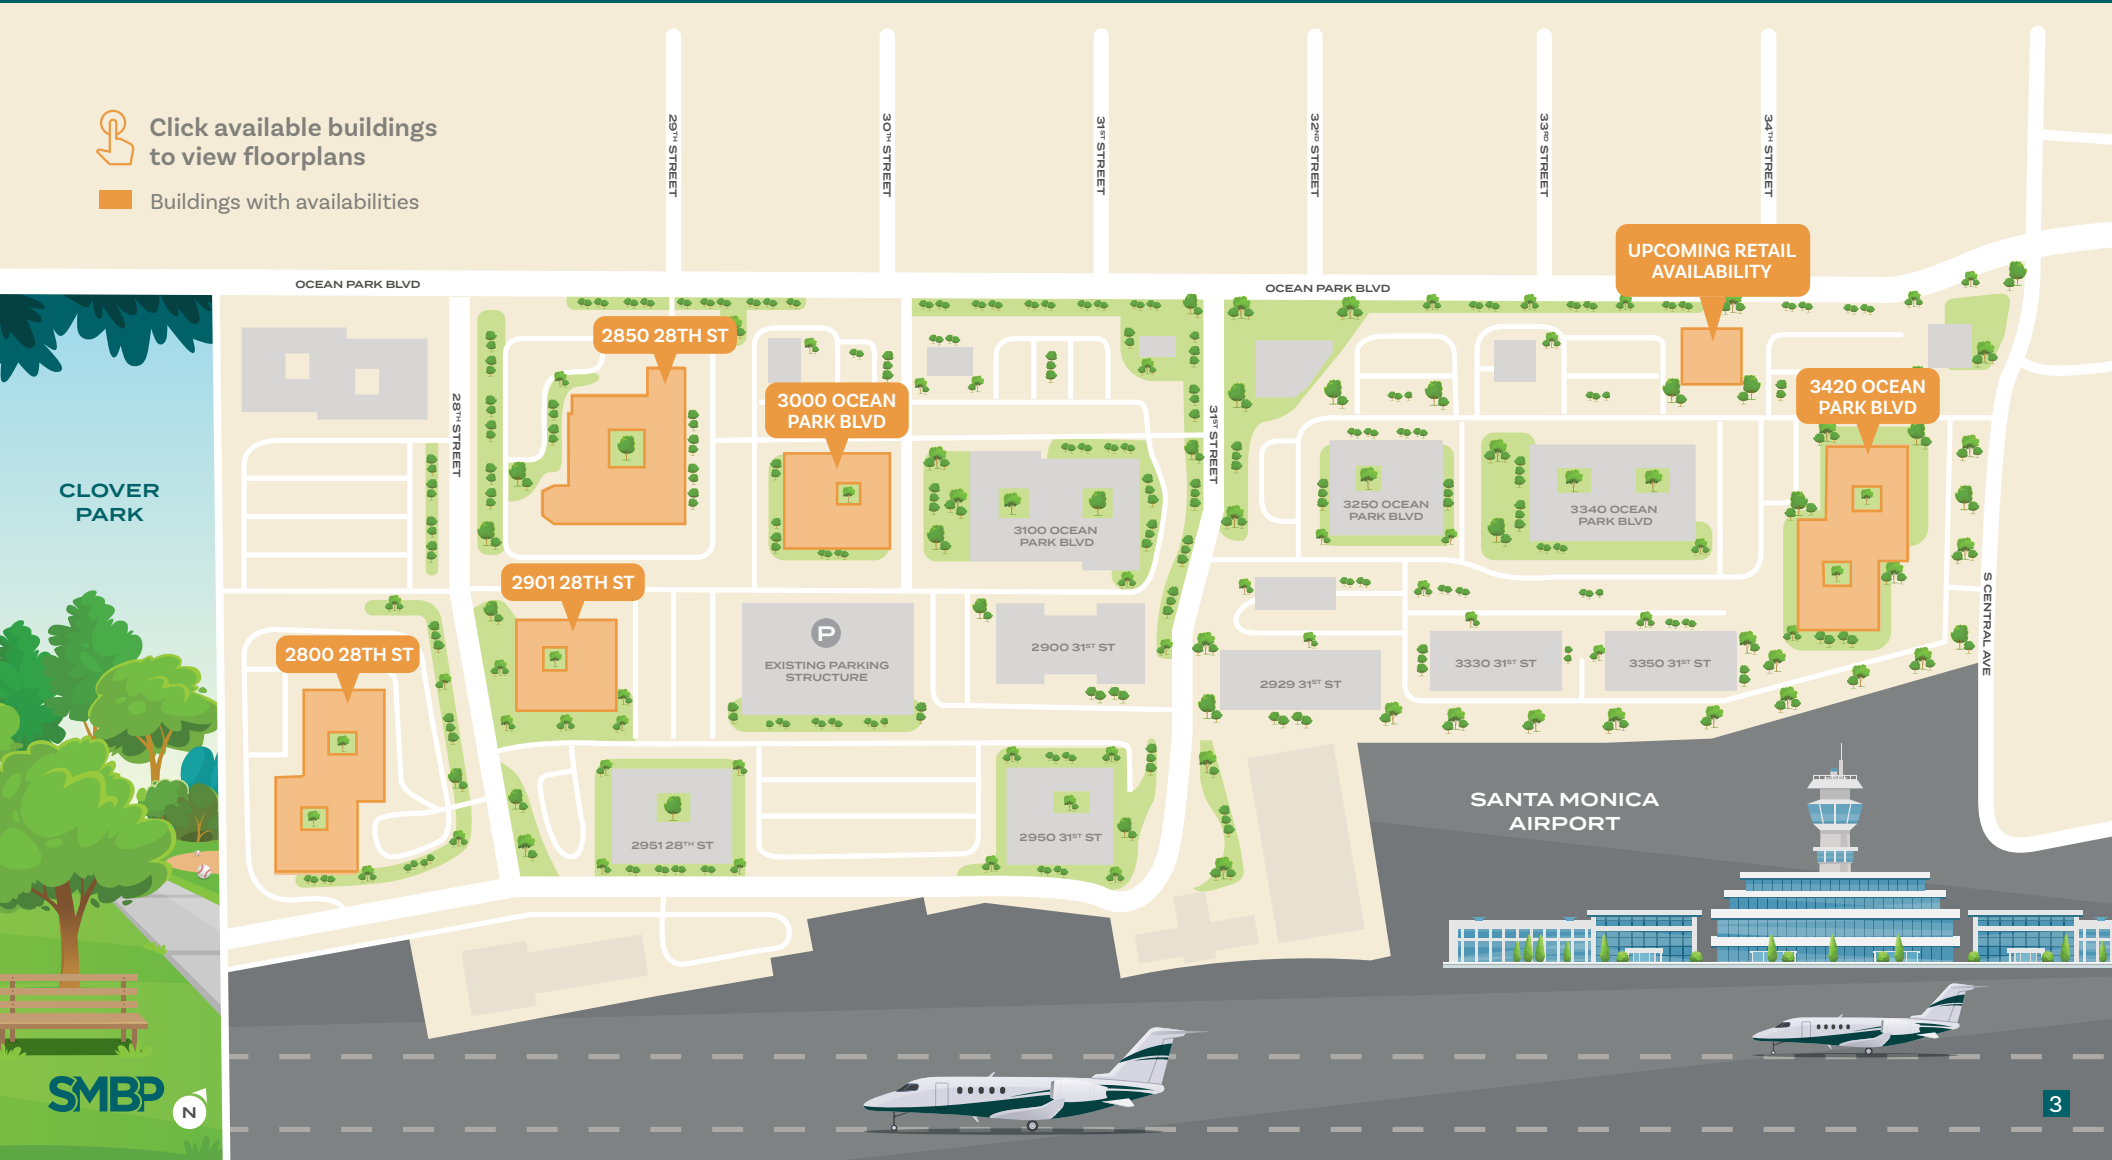 Click available buildings
to view floorplans
Buildings with availabilities
29TH STREET
30TH STREET
31ST STREET
32ND STREET
33RD STREET
34TH STREET
UPCOMING RETAIL
AVAILABILITY
OCEAN PARK BLVD
OCEAN PARK BLVD
2850 28TH ST
3000 OCEAN
PARK BLVD
3420 OCEAN
PARK BLVD
28TH STREET
31ST STREET
CLOVER
PARK
3100 OCEAN
PARK BLVD
3250 OCEAN
PARK BLVD
3340 OCEAN
PARK BLVD
2901 28TH ST
S CENTRAL AVE
2800 28TH ST
P
EXISTING PARKING
STRUCTURE
2900 31ST ST
2929 31ST ST
3330 31ST ST
3350 31ST ST
2951 28TH ST
2950 31ST ST
SANTA MONICA
AIRPORT
SMBP
N
3